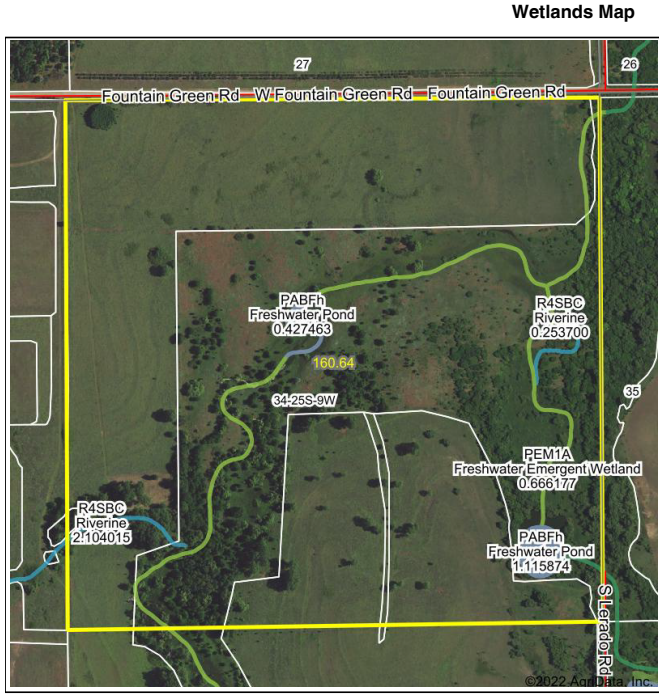 Wetlands Map
27
26
Fountain Green Rd
W Fountain Green Rd
Fountain Green Rd
PABFh
Freshwater Pond
0.427463
R4SBC
Riverine
0.253700
160.64
35
34-25S-9W
PEM1A
Freshwater Emergent Wetland
0.666177
R4SBC
Riverine
2.104015
PABFh
Freshwater Pond
1.115874
S Lerado Rd
©2022 AgriData, Inc.